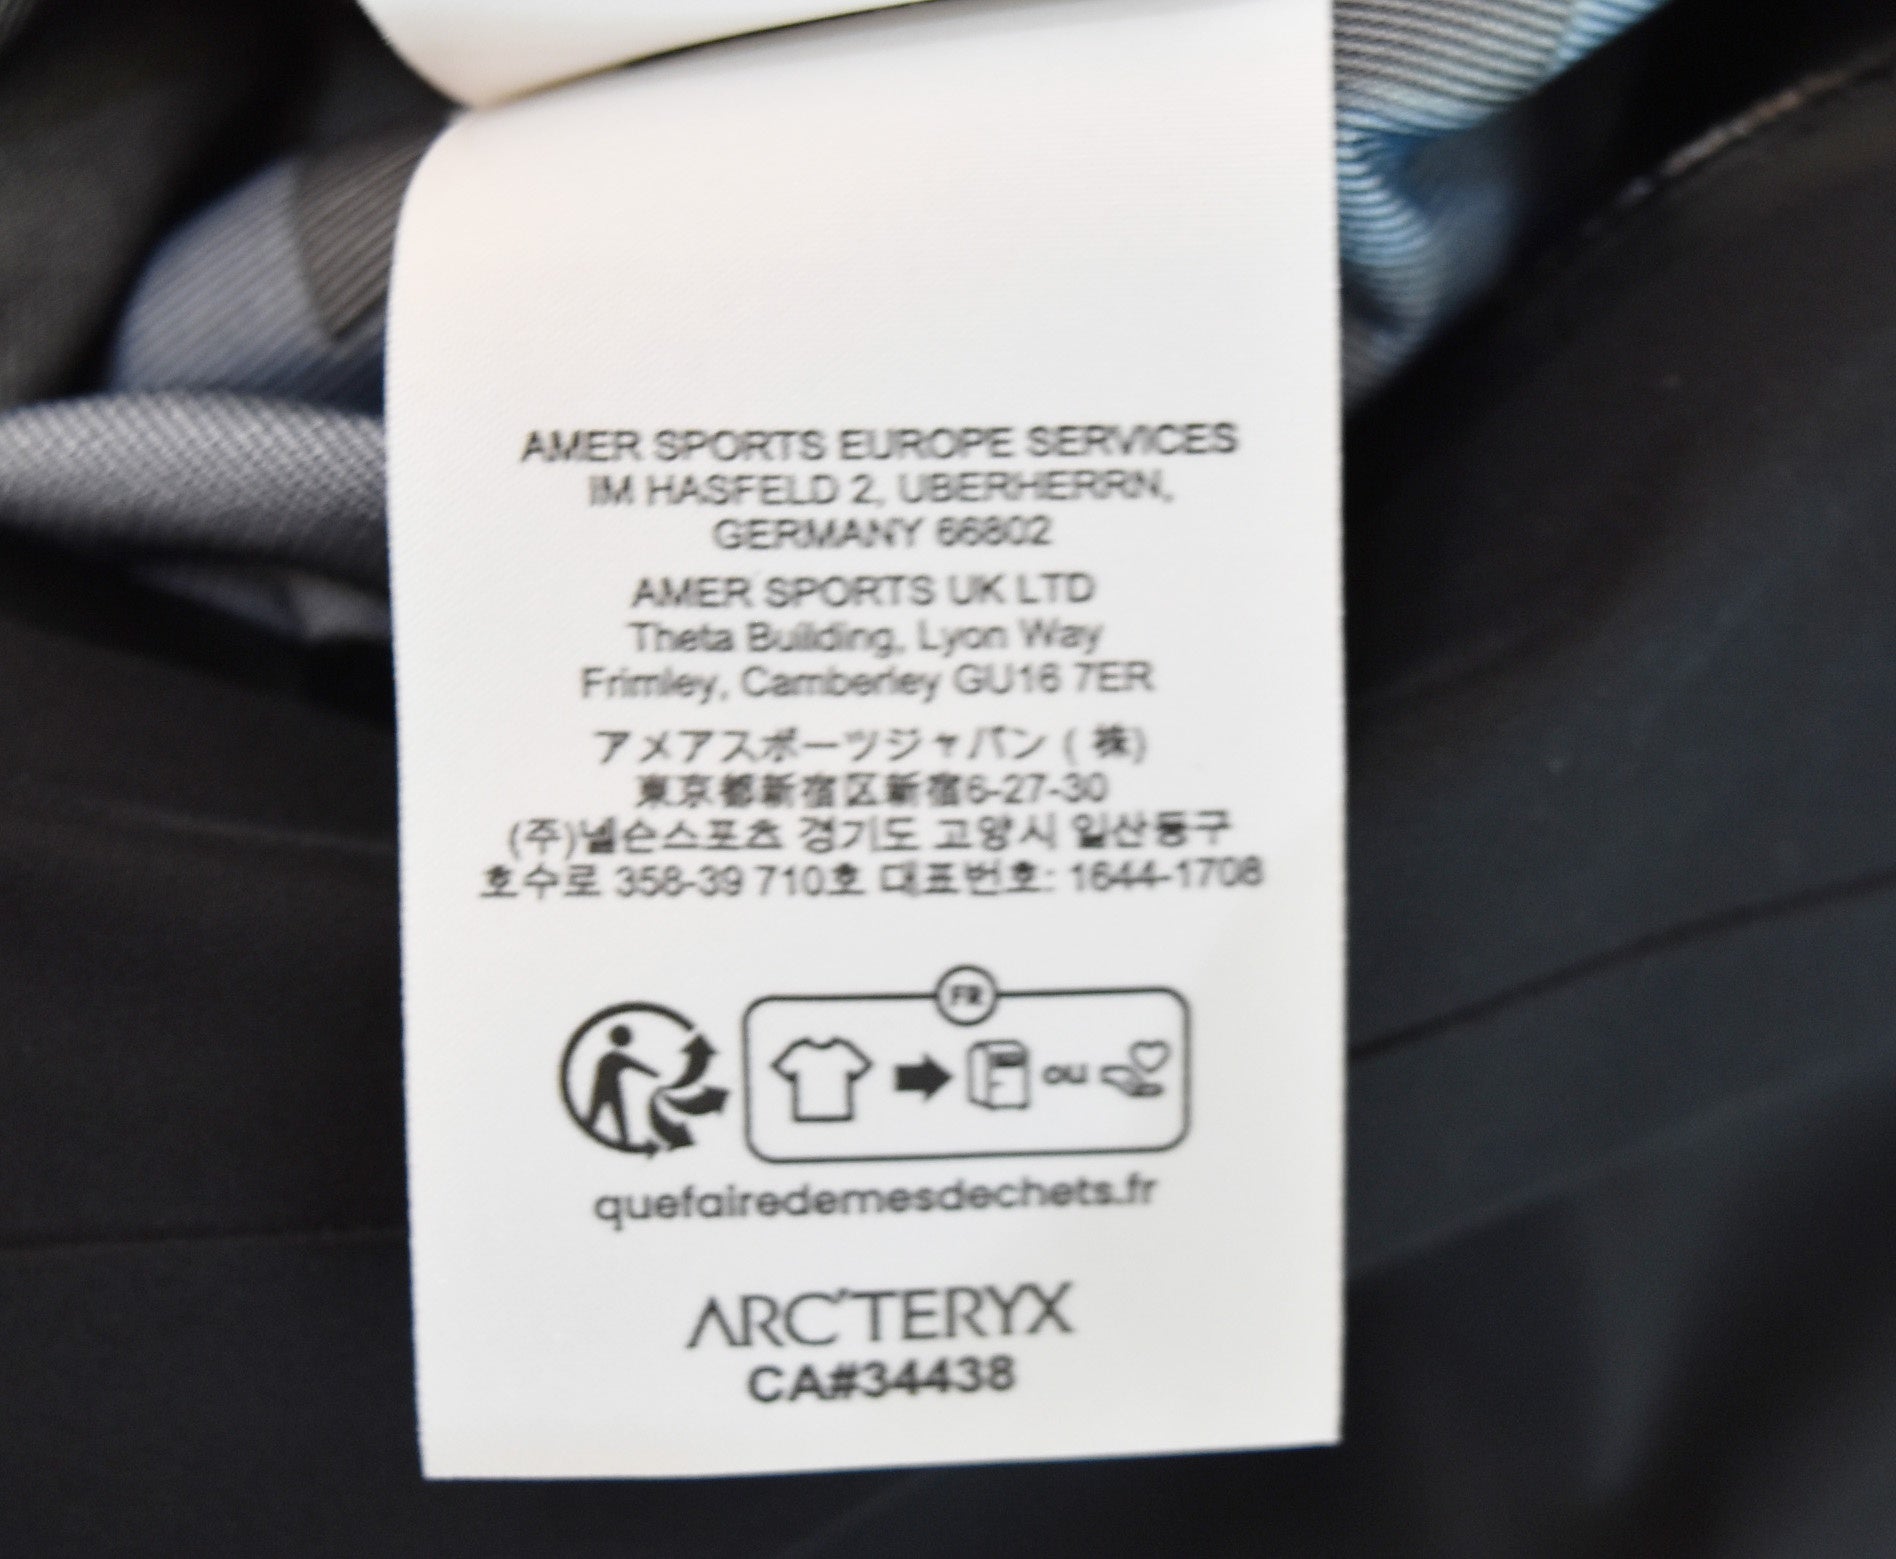 AMER SPORTS EUROPE SERVICES
IM HASFELD 2, UBERHERRN,
GERMANY 66802
AMER SPORTS UK LTD
Theta Building, Lyon Way
Frimley, Camberley GU16 7ER
アメアスポーツジャパン ( 株)
東京都新宿区新宿6-27-30
(주)넬슨스포츠 경기도 고양시 일산동구
호수로 358-39 710호 대표번호: 1644-1708
FR
ou
quefairedemesdechets.fr
ARC'TERYX
CA#34438